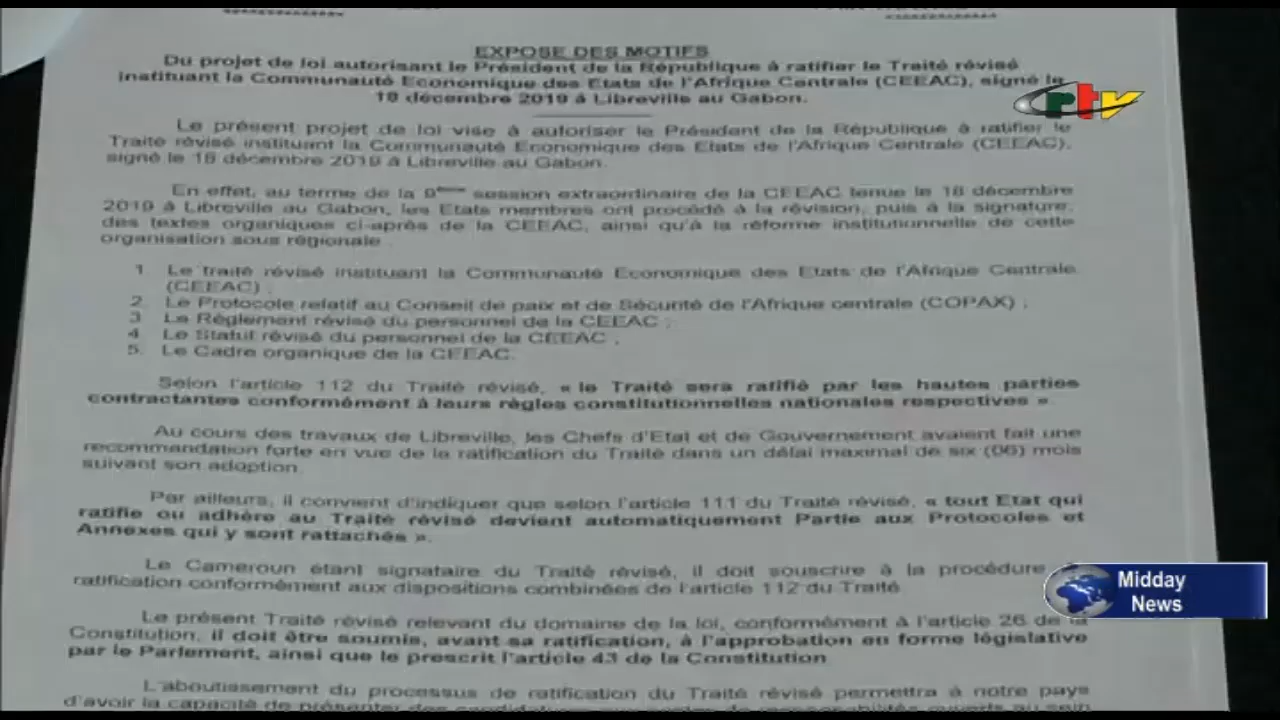 EXPOSE DES MOTIFS
Du projet de loi autorisant le Président de la République à ratifier le Traité révisé
instituant la Communauté Economique des Etats de l'Afrique Centrale (CEEAC), signé le
18 décembre 2019 à Libreville au Gabon.
crtv
Le présent projet de loi vise à autoriser le Président de la République à ratifier le
Traité révisé instituant la Communauté Economique des Etats de l'Afrique Centrale (CEEAC),
signé le 18 décembre 2019 à Libreville au Gabon.
En effet, au terme de la 9ème session extraordinaire de la CEEAC tenue le 18 décembre
2019 à Libreville au Gabon, les Etats membres ont procédé à la révision, puis à la signature,
des textes organiques ci-après de la CEEAC, ainsi qu'à la réforme institutionnelle de cette
organisation sous régionale.
1. Le traité révisé instituant la Communauté Economique des Etats de l'Afrique Centrale
(CEEAC) ;
2. Le Protocole relatif au Conseil de paix et de Sécurité de l'Afrique centrale (COPAX) ;
3. Le Règlement révisé du personnel de la CEEAC ;
4. Le Statut révisé du personnel de la CEEAC ;
5. Le Cadre organique de la CEEAC.
Selon l'article 112 du Traité révisé, « le Traité sera ratifié par les hautes parties
contractantes conformément à leurs règles constitutionnelles nationales respectives ».
Au cours des travaux de Libreville, les Chefs d'Etat et de Gouvernement avaient fait une
recommandation forte en vue de la ratification du Traité dans un délai maximal de six (06) mois
suivant son adoption.
Par ailleurs, il convient d'indiquer que selon l'article 111 du Traité révisé, « tout Etat qui
ratifie ou adhère au Traité révisé devient automatiquement Partie aux Protocoles et
Annexes qui y sont rattachés ».
Le Cameroun étant signataire du Traité révisé, il doit souscrire à la procédure
ratification conformément aux dispositions combinées de l'article 112 du Traité.
Midday
News
Le présent Traité révisé relevant du domaine de la loi, conformément à l'article 26 de la
Constitution, il doit être soumis, avant sa ratification, à l'approbation en forme législative
par le Parlement, ainsi que le prescrit l'article 43 de la Constitution
L'aboutissement du processus de ratification du Traité révisé permettra à notre pays
d'avoir la capacité de présenter des